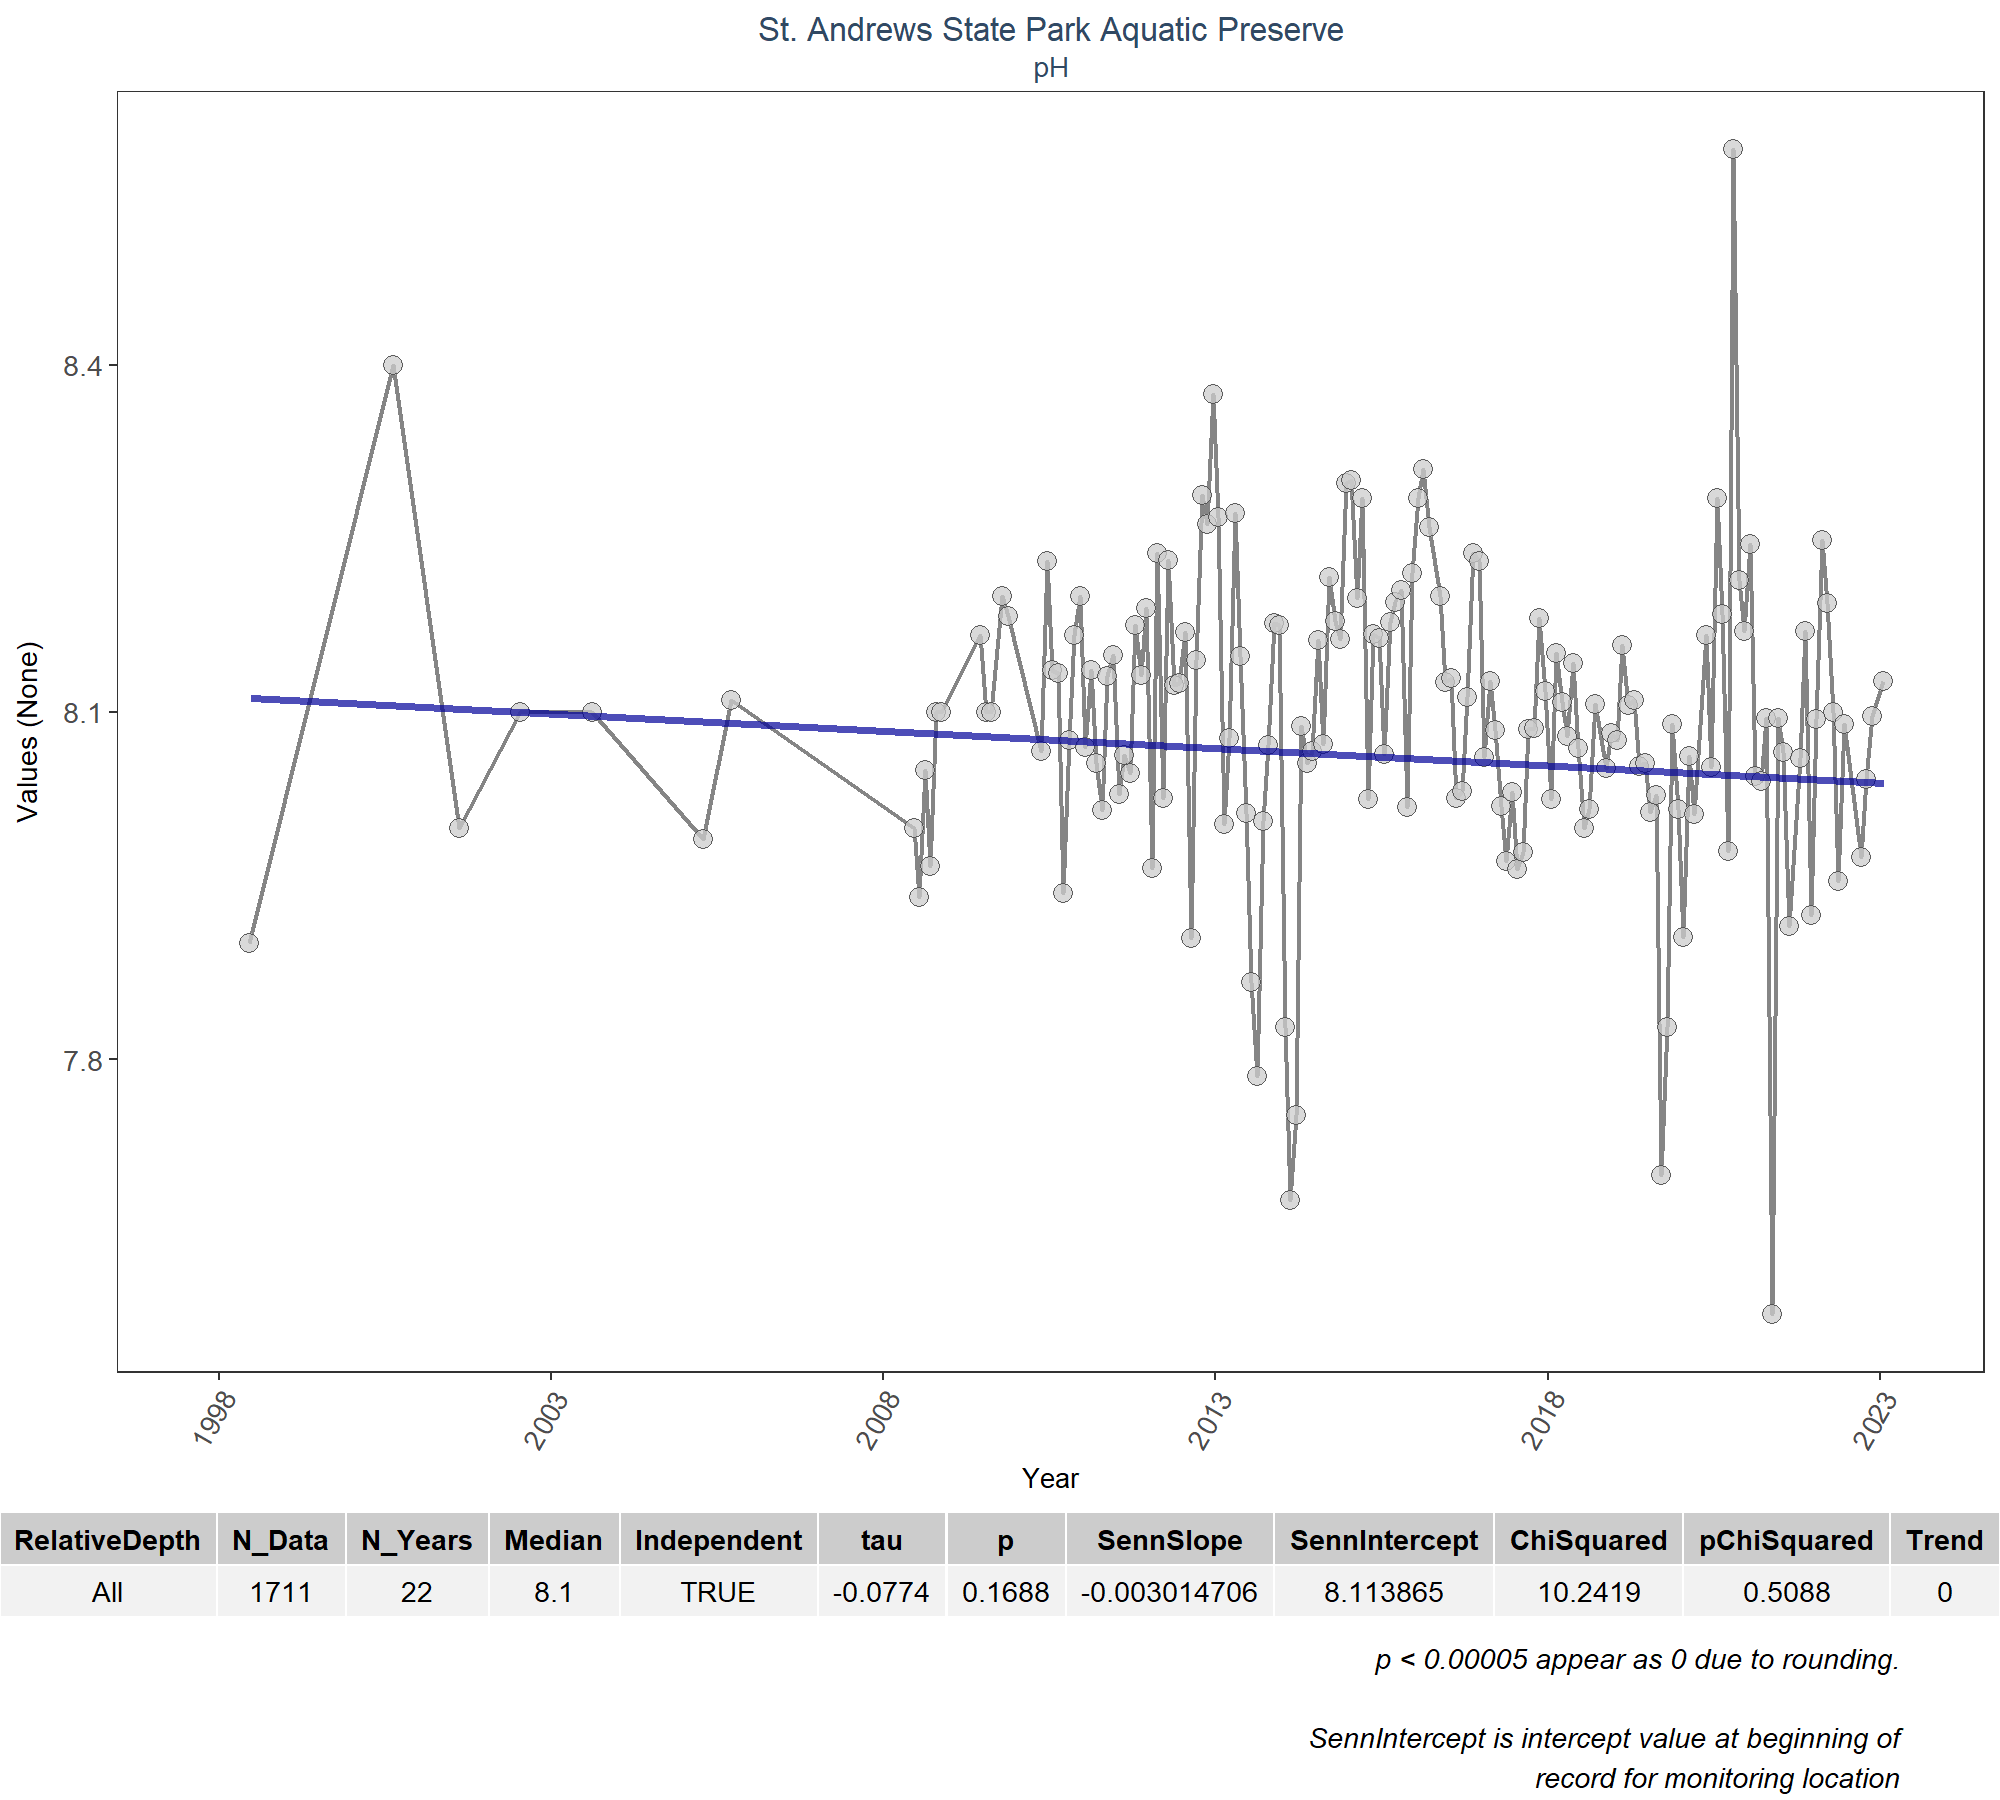 St. Andrews State Park Aquatic Preserve
pH
Values (None)
8.4
8.1
7.8
1998 2003 2008 2013 2018 2023
Year
RelativeDepth N_Data N_Years Median Independent tau p SennSlope SennIntercept ChiSquared pChiSquared Trend
All 1711 22 8.1 TRUE -0.0774 0.1688 -0.003014706 8.113865 10.2419 0.5088 0
p < 0.00005 appear as 0 due to rounding.
SennIntercept is intercept value at beginning of
record for monitoring location